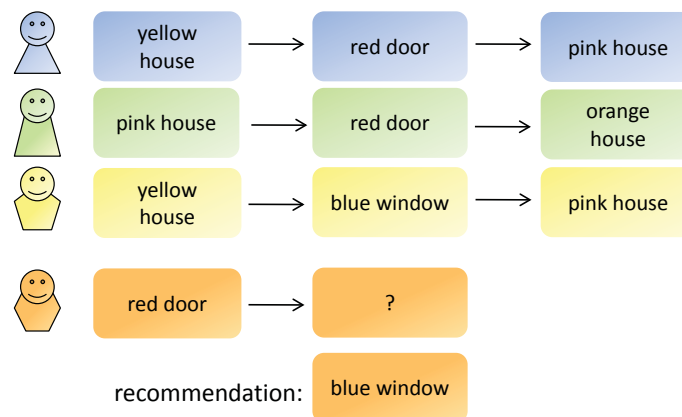 yellow
house
red door
pink house
pink house
red door
orange
house
yellow
house
blue window
pink house
red door
?
recommendation:
blue window